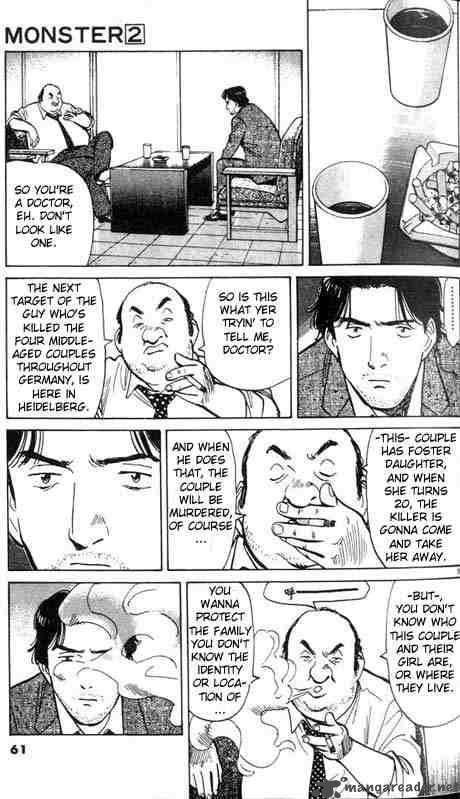 MONSTER 2
SO YOU'RE
A DOCTOR,
EH. DON'T
LOOK LIKE
ONE.
.........
SO IS THIS
WHAT YER
TRYIN' TO
TELL ME,
DOCTOR?
THE NEXT
TARGET OF THE
GUY WHO'S
KILLED THE
FOUR MIDDLE-
AGED COUPLES
THROUGHOUT
GERMANY, IS
HERE IN
HEIDELBERG.
-THIS- COUPLE
HAS FOSTER
DAUGHTER,
AND WHEN
SHE TURNS
20, THE
KILLER IS
GONNA COME
AND TAKE
HER AWAY.
AND WHEN
HE DOES
THAT, THE
COUPLE
WILL BE
MURDERED,
OF COURSE
...
-BUT-,
YOU DON'T
KNOW WHO
THIS COUPLE
AND THEIR
GIRL ARE,
OR WHERE
THEY LIVE.
YOU
WANNA
PROTECT
THE FAMILY
YOU DON'T
KNOW THE
IDENTITY
OR LOCA-
TION OF
...
61
mangareader.net